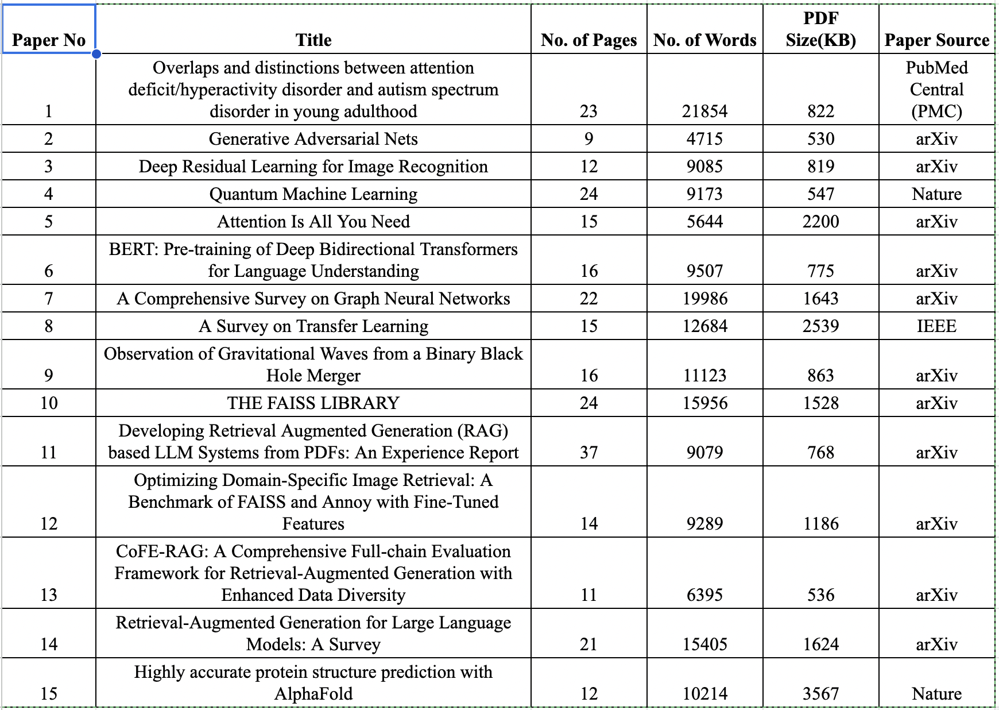 Paper No Title No. of Pages No. of Words PDF Size(KB) Paper Source
1 Overlaps and distinctions between attention deficit/hyperactivity disorder and autism spectrum disorder in young adulthood 23 21854 822 PubMed Central (PMC)
2 Generative Adversarial Nets 9 4715 530 arXiv
3 Deep Residual Learning for Image Recognition 12 9085 819 arXiv
4 Quantum Machine Learning 24 9173 547 Nature
5 Attention Is All You Need 15 5644 2200 arXiv
6 BERT: Pre-training of Deep Bidirectional Transformers for Language Understanding 16 9507 775 arXiv
7 A Comprehensive Survey on Graph Neural Networks 22 19986 1643 arXiv
8 A Survey on Transfer Learning 15 12684 2539 IEEE
9 Observation of Gravitational Waves from a Binary Black Hole Merger 16 11123 863 arXiv
10 THE FAISS LIBRARY 24 15956 1528 arXiv
11 Developing Retrieval Augmented Generation (RAG) based LLM Systems from PDFs: An Experience Report 37 9079 768 arXiv
12 Optimizing Domain-Specific Image Retrieval: A Benchmark of FAISS and Annoy with Fine-Tuned Features 14 9289 1186 arXiv
13 CoFE-RAG: A Comprehensive Full-chain Evaluation Framework for Retrieval-Augmented Generation with Enhanced Data Diversity 11 6395 536 arXiv
14 Retrieval-Augmented Generation for Large Language Models: A Survey 21 15405 1624 arXiv
15 Highly accurate protein structure prediction with AlphaFold 12 10214 3567 Nature